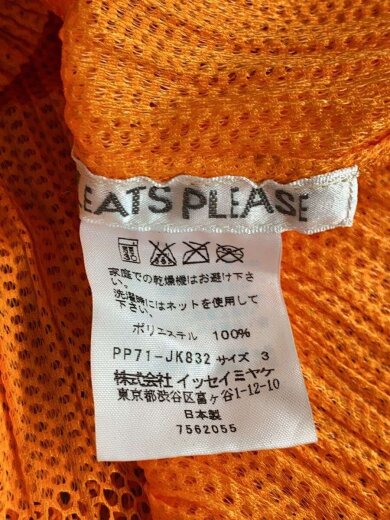 LEATS PLEASE
家庭での乾燥機はお避け下さ
い。
洗濯時にはネットを使用して
下さい。
ポリエステル 100%
PP71-JK832 サイズ 3
株式会社 イッセイミヤケ
東京都渋谷区富ヶ谷1-12-10
日本製
7562055